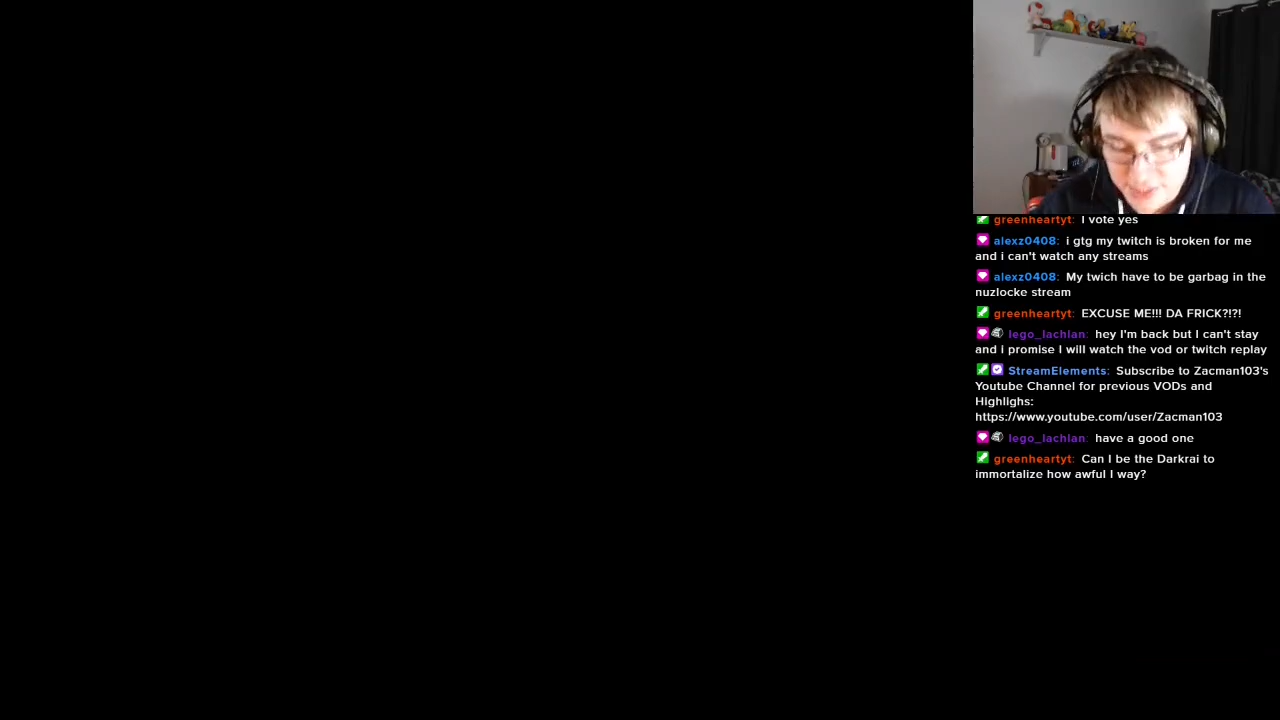 greenheartyt: I vote yes
alexz0408: i gtg my twitch is broken for me
and i can't watch any streams
alexz0408: My twich have to be garbag in the
nuzlocke stream
greenheartyt: EXCUSE ME!!! DA FRICK?!?!
lego_lachlan: hey I'm back but I can't stay
and i promise I will watch the vod or twitch replay
StreamElements: Subscribe to Zacman103's
Youtube Channel for previous VODs and
Highlighs:
https://www.youtube.com/user/Zacman103
lego_lachlan: have a good one
greenheartyt: Can I be the Darkrai to
immortalize how awful I way?